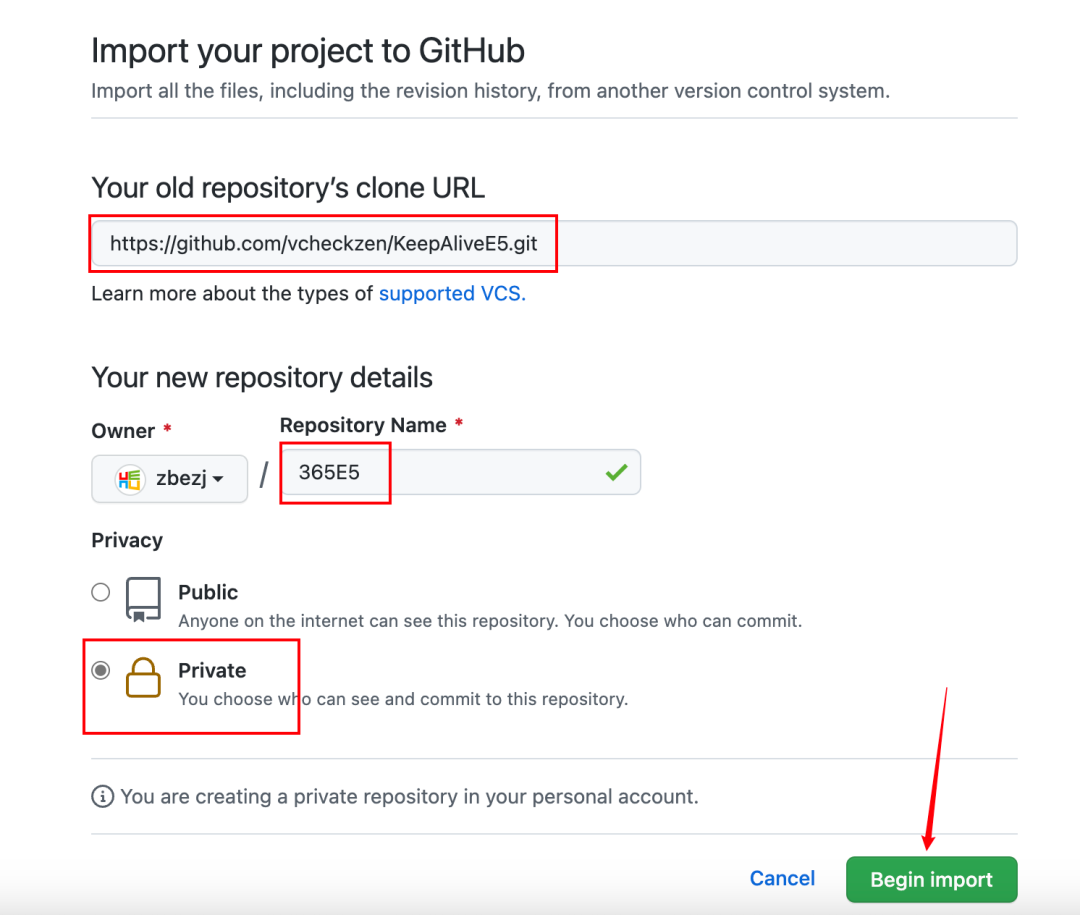 Import your project to GitHub
Import all the files, including the revision history, from another version control system.
Your old repository’s clone URL
https://github.com/vcheckzen/KeepAliveE5.git
Learn more about the types of supported VCS.
Your new repository details
Owner *
Repository Name *
zbezj / 365E5
Privacy
Public
Anyone on the internet can see this repository. You choose who can commit.
Private
You choose who can see and commit to this repository.
You are creating a private repository in your personal account.
Cancel Begin import